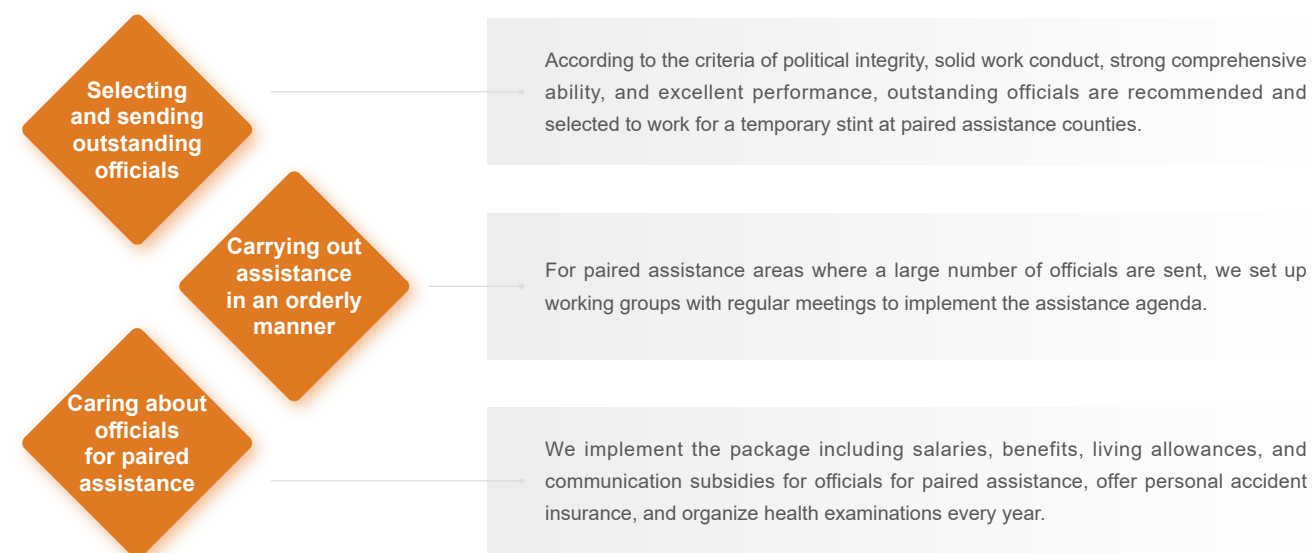 Selecting
and sending
outstanding
officials
According to the criteria of political integrity, solid work conduct, strong comprehensive
ability, and excellent performance, outstanding officials are recommended and
selected to work for a temporary stint at paired assistance counties.
Carrying out
assistance
in an orderly
manner
For paired assistance areas where a large number of officials are sent, we set up
working groups with regular meetings to implement the assistance agenda.
Caring about
officials
for paired
assistance
We implement the package including salaries, benefits, living allowances, and
communication subsidies for officials for paired assistance, offer personal accident
insurance, and organize health examinations every year.